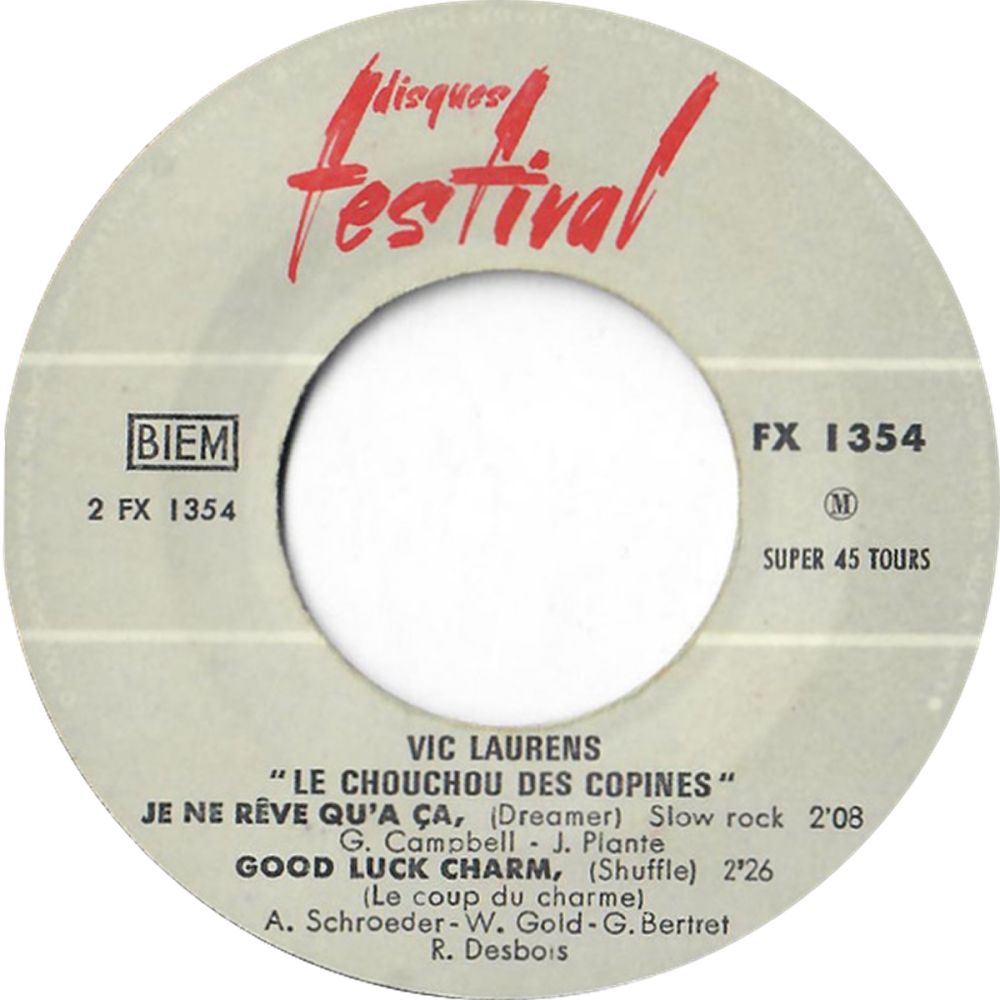 disques
festival
BIEM
2 FX 1354
FX 1354
M
SUPER 45 TOURS
VIC LAURENS
"LE CHOUCHOU DES COPINES"
JE NE RÊVE QU'A ÇA, (Dreamer) Slow rock 2'08
G. Campbell - J. Plante
GOOD LUCK CHARM, (Shuffle) 2'26
(Le coup du charme)
A. Schroeder-W. Gold-G. Bertret
R. Desbois